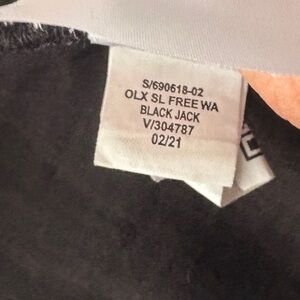 S/690618-02
OLX SL FREE WA
BLACK JACK
V/304787
02/21